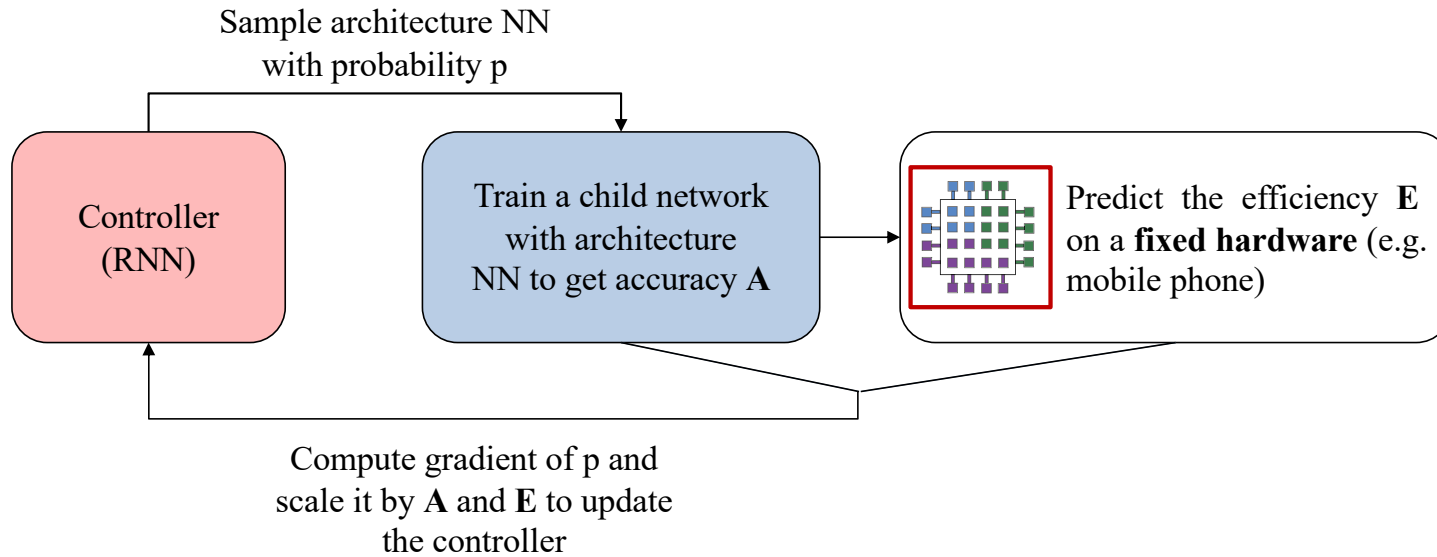 Sample architecture NN
with probability p
Controller
(RNN)
Train a child network
with architecture
NN to get accuracy A
Predict the efficiency E
on a fixed hardware (e.g.
mobile phone)
Compute gradient of p and
scale it by A and E to update
the controller